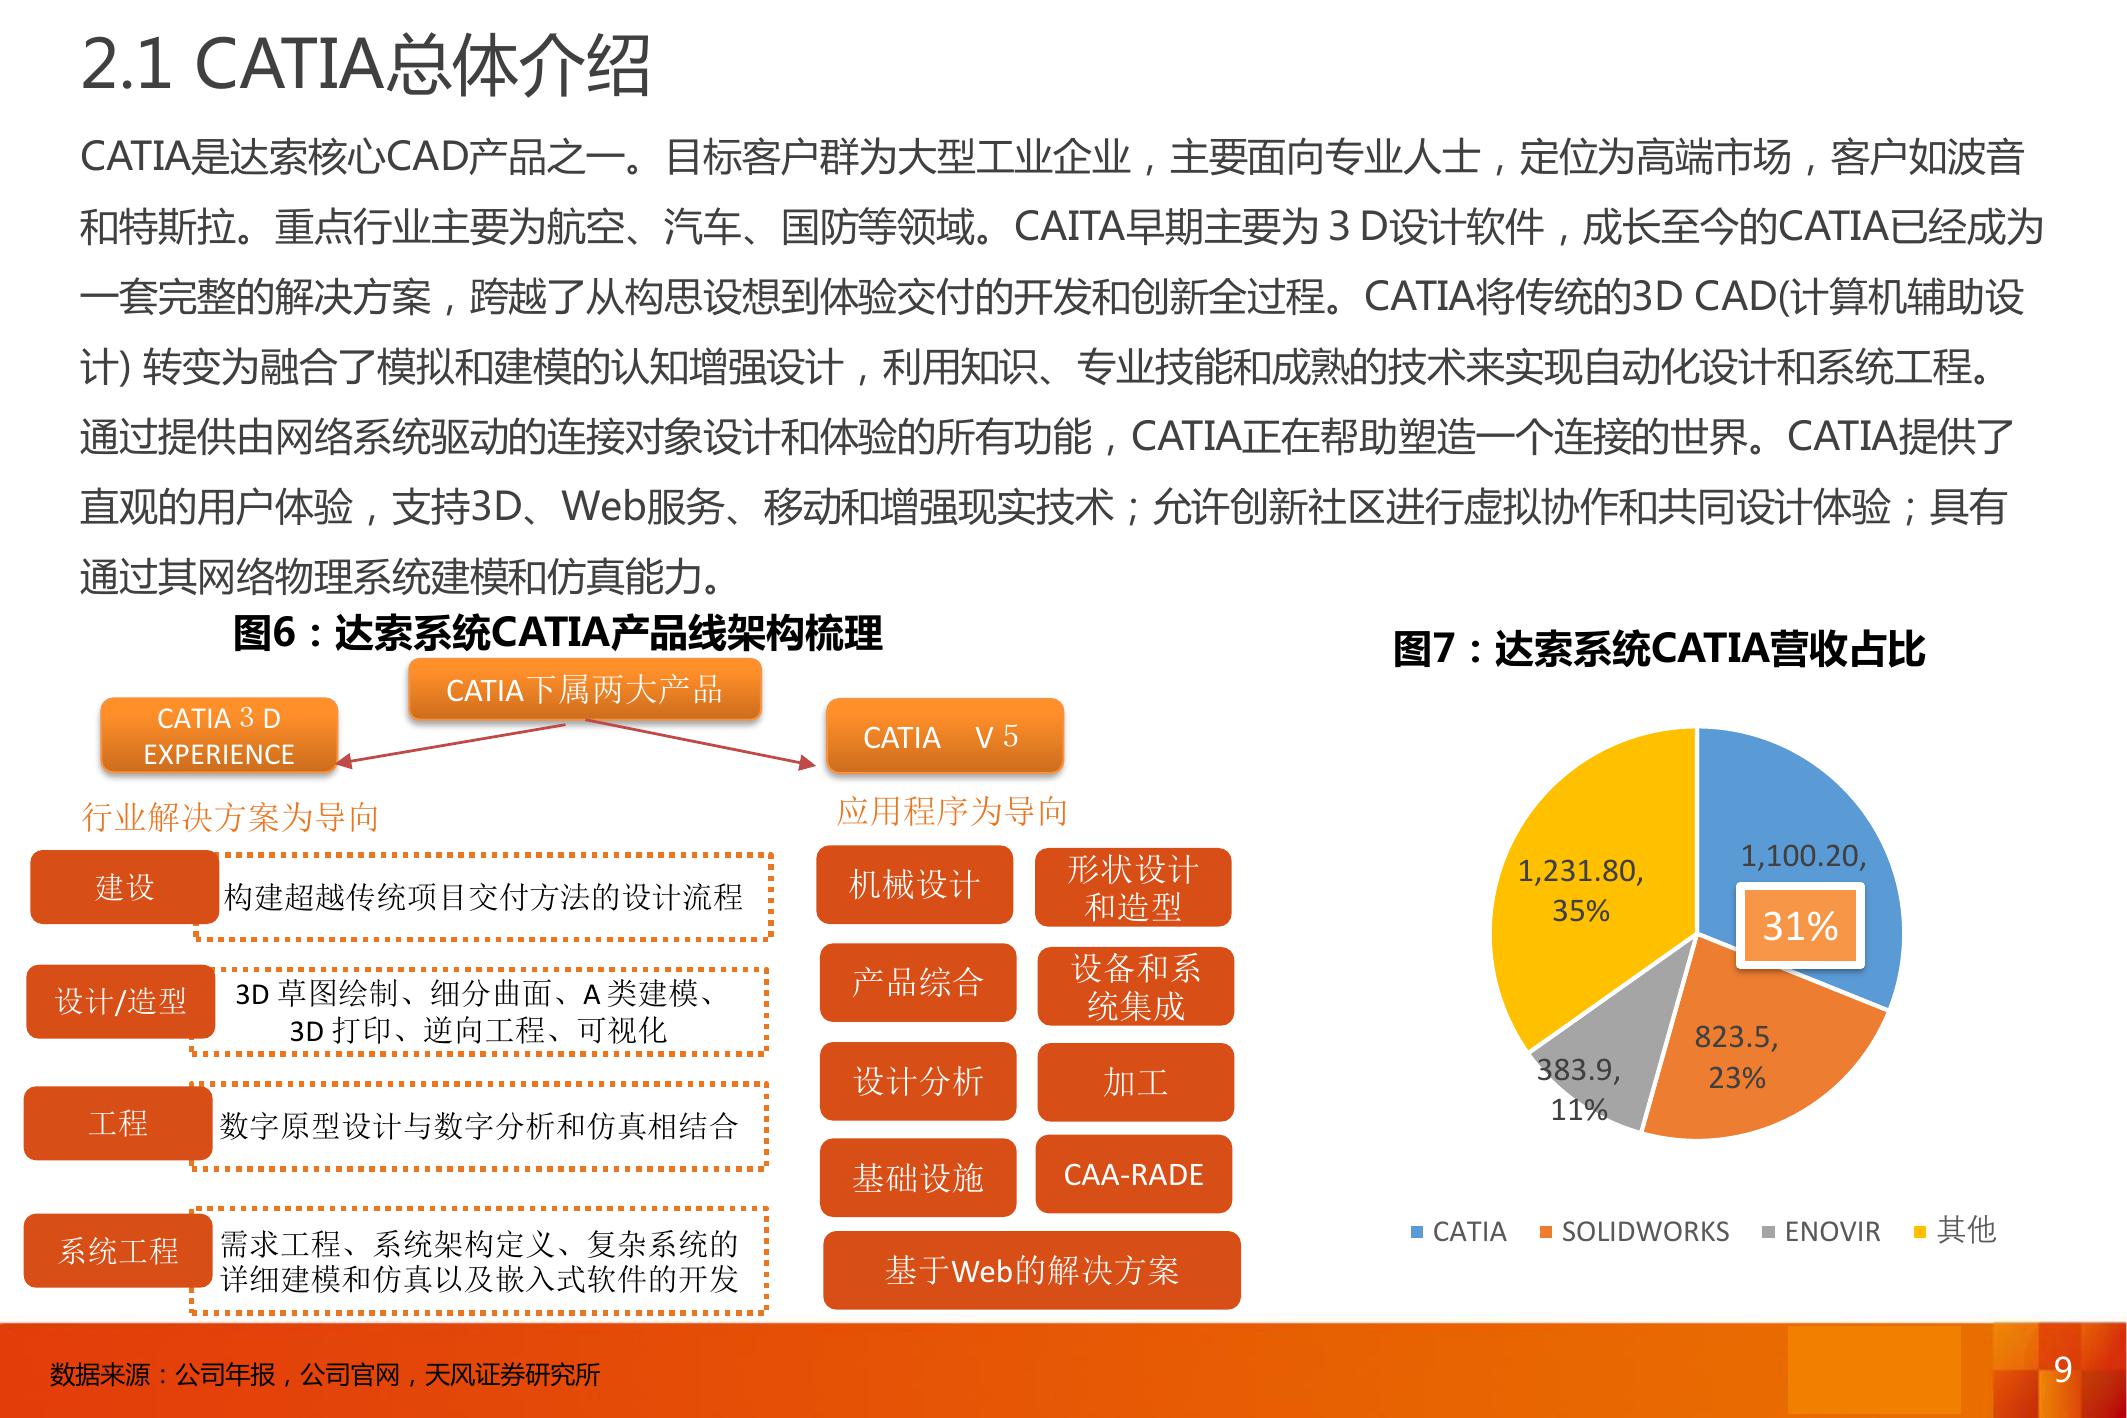 2.1 CATIA总体介绍
CATIA是达索核心CAD产品之一。目标客户群为大型工业企业，主要面向专业人士，定位为高端市场，客户如波音
和特斯拉。重点行业主要为航空、汽车、国防等领域。CAITA早期主要为３D设计软件，成长至今的CATIA已经成为
一套完整的解决方案，跨越了从构思设想到体验交付的开发和创新全过程。CATIA将传统的3D CAD(计算机辅助设
计) 转变为融合了模拟和建模的认知增强设计，利用知识、专业技能和成熟的技术来实现自动化设计和系统工程。
通过提供由网络系统驱动的连接对象设计和体验的所有功能，CATIA正在帮助塑造一个连接的世界。CATIA提供了
直观的用户体验，支持3D、Web服务、移动和增强现实技术；允许创新社区进行虚拟协作和共同设计体验；具有
通过其网络物理系统建模和仿真能力。
图6：达索系统CATIA产品线架构梳理
CATIA下属两大产品
CATIA３D
EXPERIENCE
CATIA　V５
行业解决方案为导向
应用程序为导向
建设
构建超越传统项目交付方法的设计流程
设计/造型
3D 草图绘制、细分曲面、A 类建模、
3D 打印、逆向工程、可视化
工程
数字原型设计与数字分析和仿真相结合
系统工程
需求工程、系统架构定义、复杂系统的
详细建模和仿真以及嵌入式软件的开发
机械设计
形状设计
和造型
产品综合
设备和系
统集成
设计分析
加工
基础设施
CAA-RADE
基于Web的解决方案
图7：达索系统CATIA营收占比
1,100.20,
31%
823.5,
23%
383.9,
11%
1,231.80,
35%
CATIA
SOLIDWORKS
ENOVIR
其他
数据来源：公司年报，公司官网，天风证券研究所
9